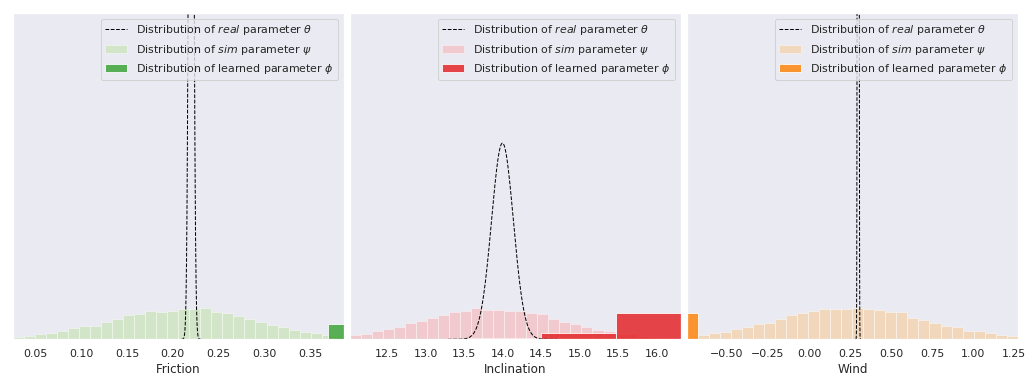 Distribution of real parameter θ
Distribution of sim parameter ψ
Distribution of learned parameter ϕ
0.05 0.10 0.15 0.20 0.25 0.30 0.35
Friction
Distribution of real parameter θ
Distribution of sim parameter ψ
Distribution of learned parameter ϕ
12.5 13.0 13.5 14.0 14.5 15.0 15.5 16.0
Inclination
Distribution of real parameter θ
Distribution of sim parameter ψ
Distribution of learned parameter ϕ
−0.50 −0.25 0.00 0.25 0.50 0.75 1.00 1.25
Wind